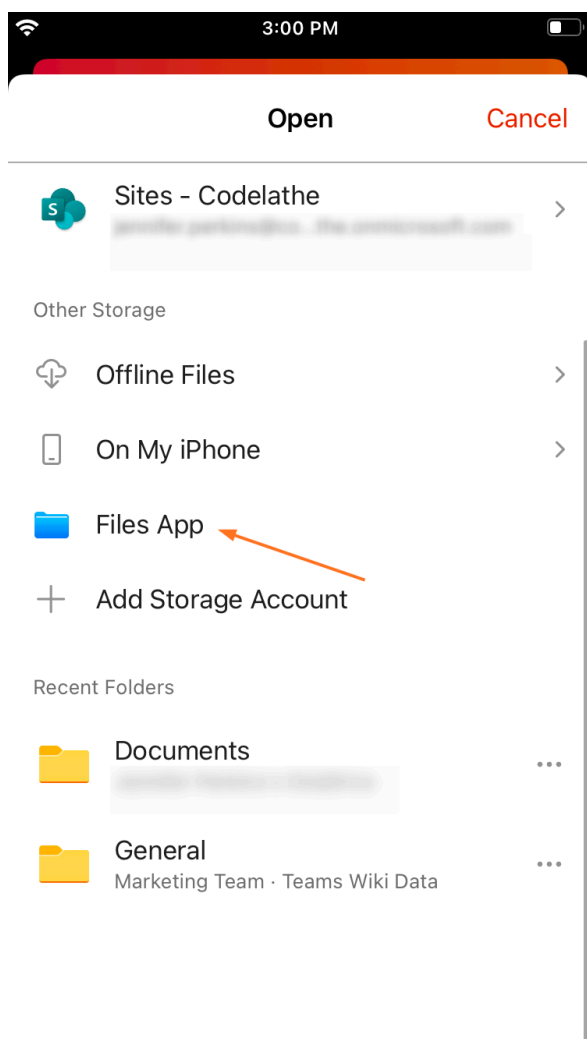 3:00 PM
Open
Cancel
S
Sites - Codelathe
Other Storage
Offline Files
On My iPhone
Files App
Add Storage Account
Recent Folders
Documents
General
Marketing Team · Teams Wiki Data